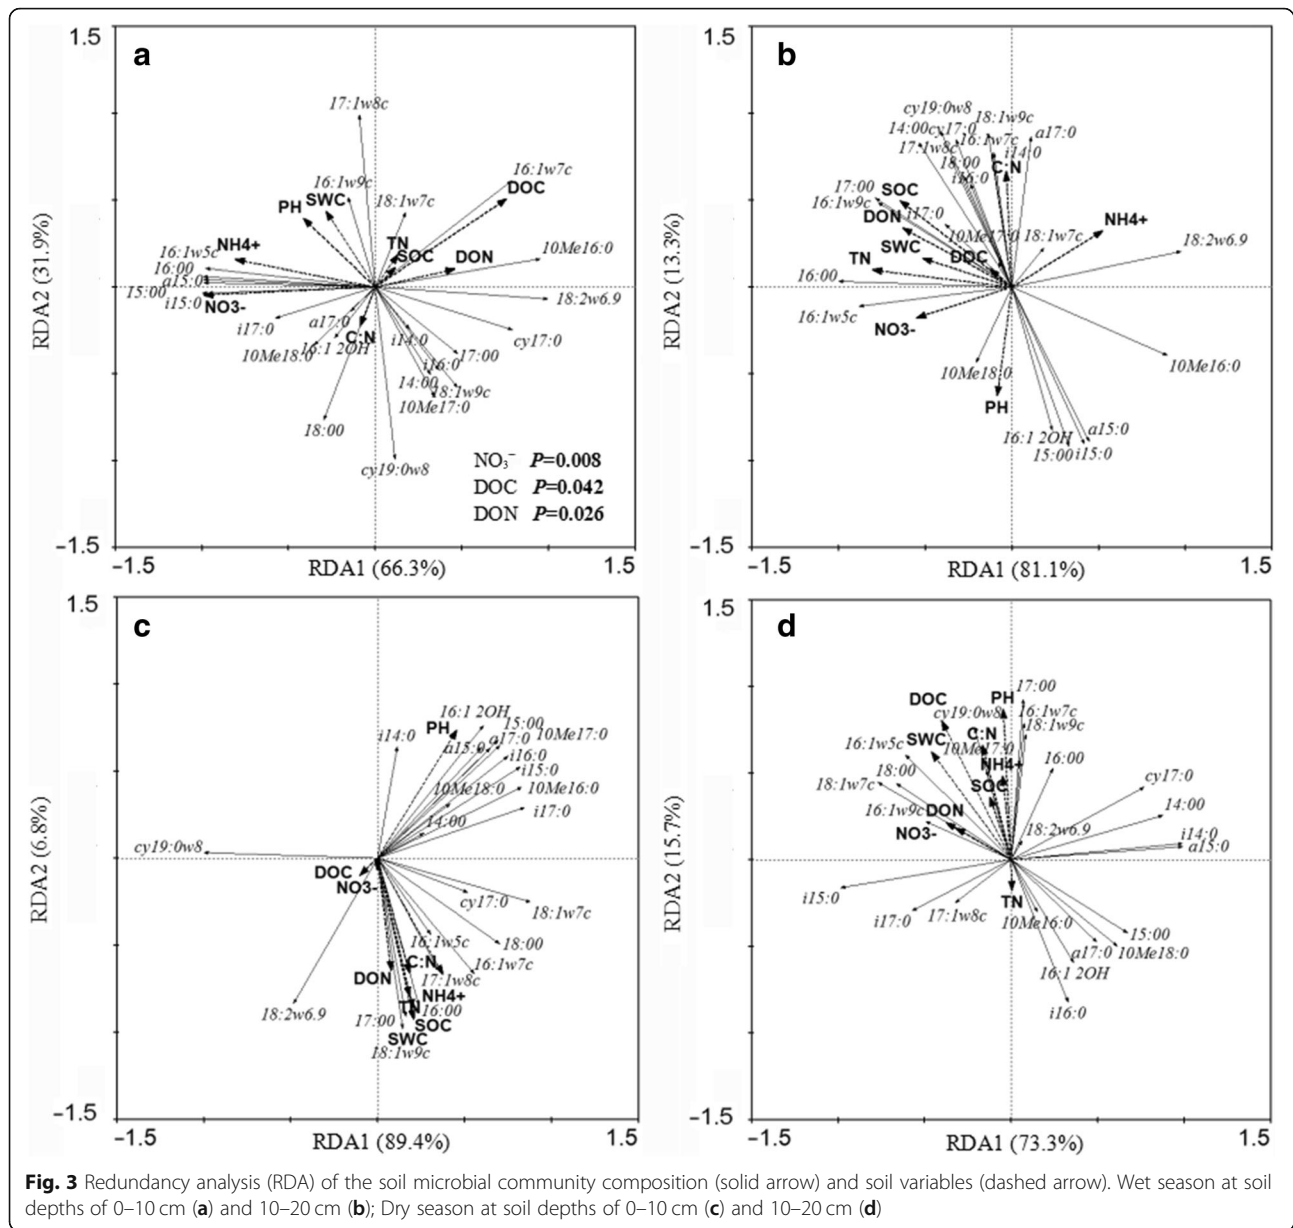 1.5
a
17:1w8c
16:1w7c
16:1w9c
DOC
SWC
PH
18:1w7c
TN
NH4+
SOC
DON
10Me16:0
16:1w5c
16:00
a15:0
15:00
i15:0
NO3-
18:2w6.9
i17:0
a17:0
C:N
i14:0
cy17:0
10Me18:0
16:1 2OH
17:00
i16:0
14:00
18:1w9c
10Me17:0
18:00
cy19:0w8
NO₃⁻ P=0.008
DOC P=0.042
DON P=0.026
RDA2 (31.9%)
-1.5
-1.5
RDA1 (66.3%)
1.5
1.5
b
cy19:0w8
18:1w9c
14:00
cy17:0
16:1w7c
a17:0
17:1w8c
i14:0
18:00
C:N
i16:0
17:00
SOC
16:1w9c
DON
i17:0
NH4+
10Me17:0
18:1w7c
18:2w6.9
SWC
TN
DOC
16:00
16:1w5c
NO3-
10Me18:0
10Me16:0
PH
16:1 2OH
a15:0
15:00
i15:0
RDA2 (13.3%)
-1.5
-1.5
RDA1 (81.1%)
1.5
1.5
c
16:1 2OH
PH
15:00
i14:0
a17:0
10Me17:0
a15:0
i16:0
i15:0
10Me18:0
10Me16:0
i17:0
14:00
cy19:0w8
DOC
NO3-
cy17:0
18:1w7c
16:1w5c
18:00
C:N
16:1w7c
DON
17:1w8c
NH4+
TN
16:00
18:2w6.9
17:00
SOC
SWC
18:1w9c
RDA2 (6.8%)
-1.5
-1.5
RDA1 (89.4%)
1.5
1.5
d
17:00
DOC
PH
cy19:0w8
16:1w7c
C:N
18:1w9c
SWC
16:1w5c
10Me17:0
NH4+
16:00
18:00
18:1w7c
SOC
cy17:0
16:1w9c
DON
14:00
NO3-
18:2w6.9
i14:0
a15:0
i15:0
i17:0
17:1w8c
TN
10Me16:0
15:00
a17:0
10Me18:0
16:1 2OH
i16:0
RDA2 (15.7%)
-1.5
-1.5
RDA1 (73.3%)
1.5
Fig. 3 Redundancy analysis (RDA) of the soil microbial community composition (solid arrow) and soil variables (dashed arrow). Wet season at soil
depths of 0–10 cm (a) and 10–20 cm (b); Dry season at soil depths of 0–10 cm (c) and 10–20 cm (d)